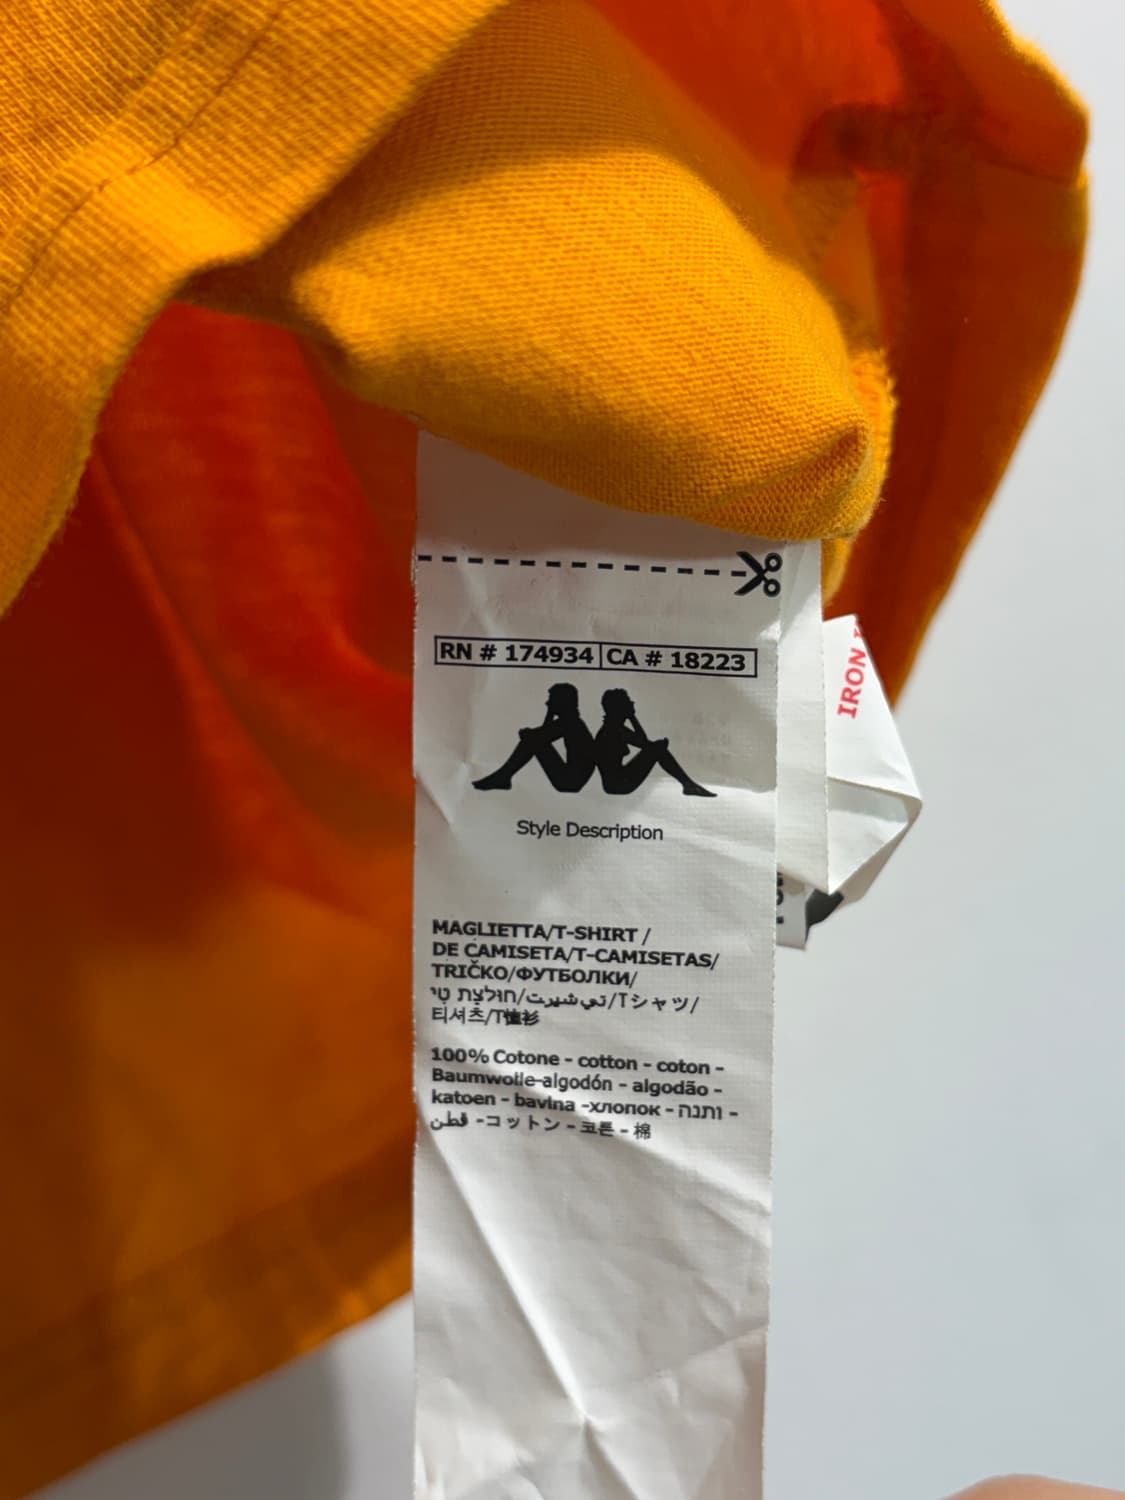 RN # 174934 CA # 18223
Style Description
MAGLIETTA/T-SHIRT /
DE CAMISETA/T-CAMISETAS/
TRIČKO/ФУТБОЛКИ/
חולצת טי/تي شيرت/Tシャツ/
티셔츠/T恤衫
100% Cotone - cotton - coton -
Baumwolle-algodón - algodão -
katoen - bavlna -хлопок - ותנה -
قطن -コットン - 코튼 - 棉
IRON